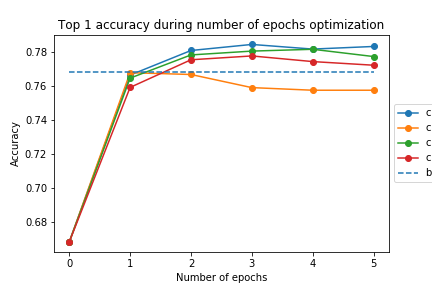 Top 1 accuracy during number of epochs optimization
0.78
0.76
0.74
0.72
0.70
0.68
Accuracy
0
1
2
3
4
5
Number of epochs
c
c
c
c
b